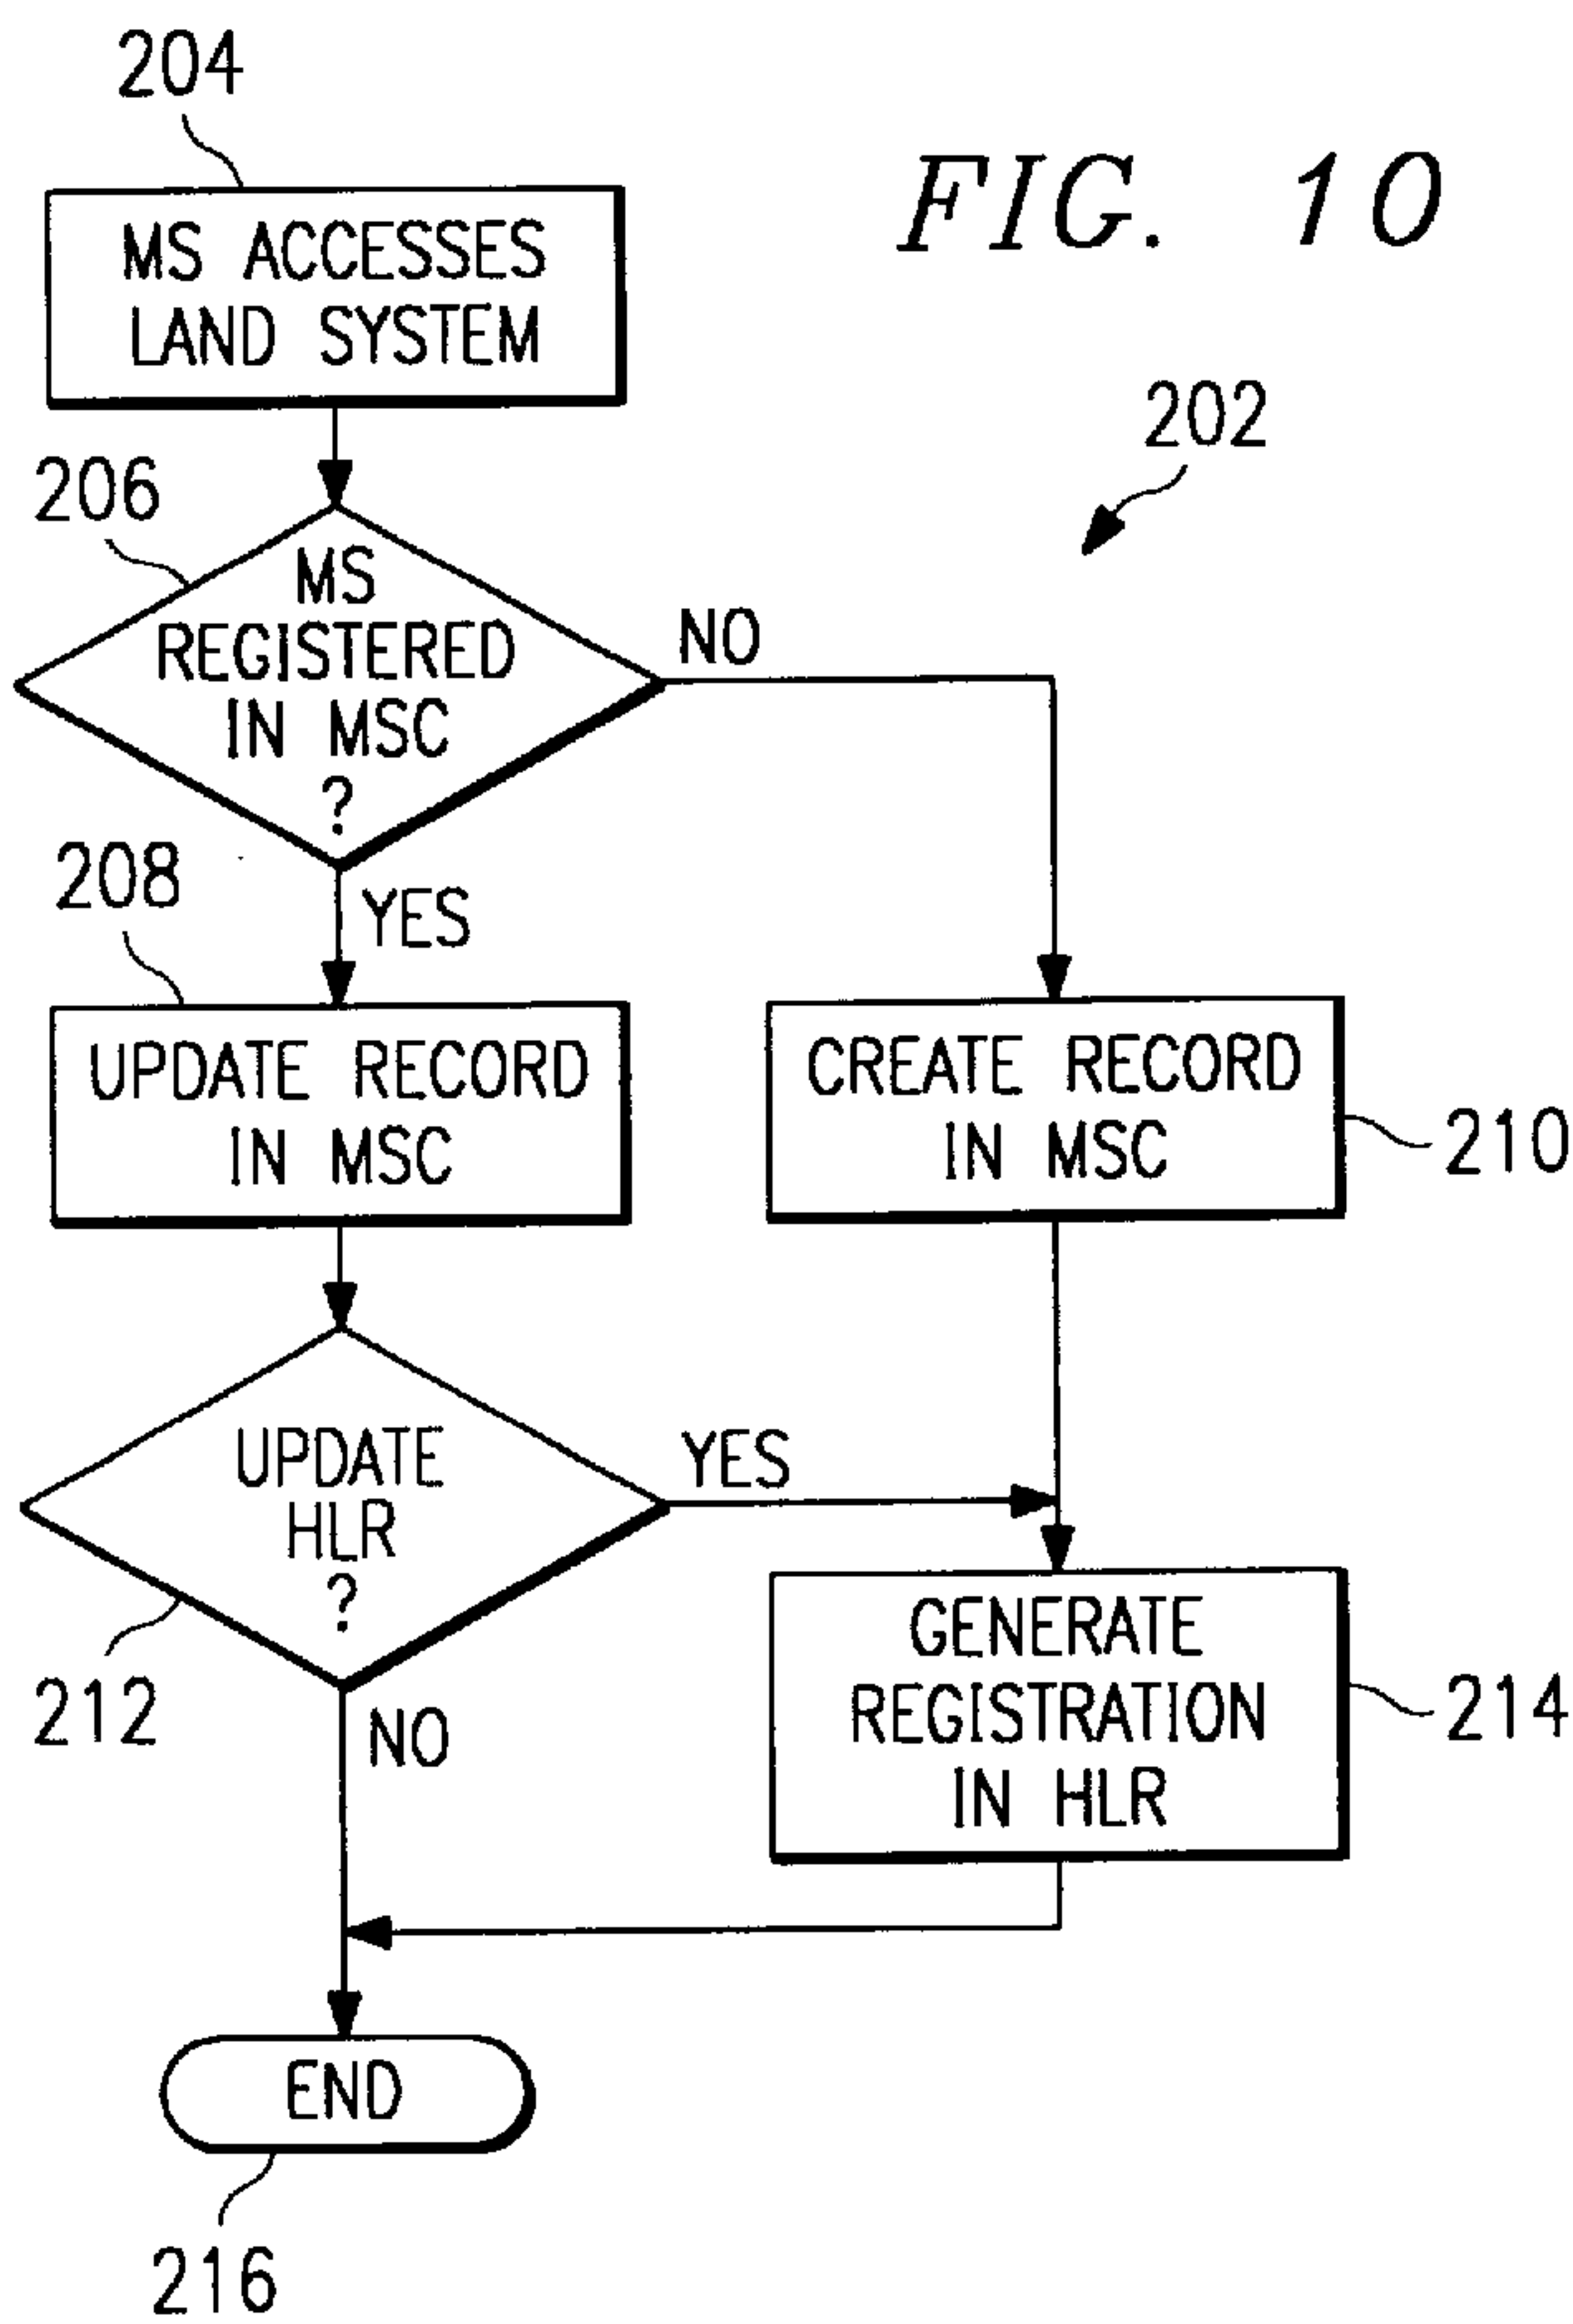 204
FIG. 10
MS ACCESSES
LAND SYSTEM
202
206
MS
REGISTERED
IN MSC
?
NO
208
YES
UPDATE RECORD
IN MSC
CREATE RECORD
IN MSC
210
UPDATE
HLR
?
YES
212
NO
GENERATE
REGISTRATION
IN HLR
214
END
216